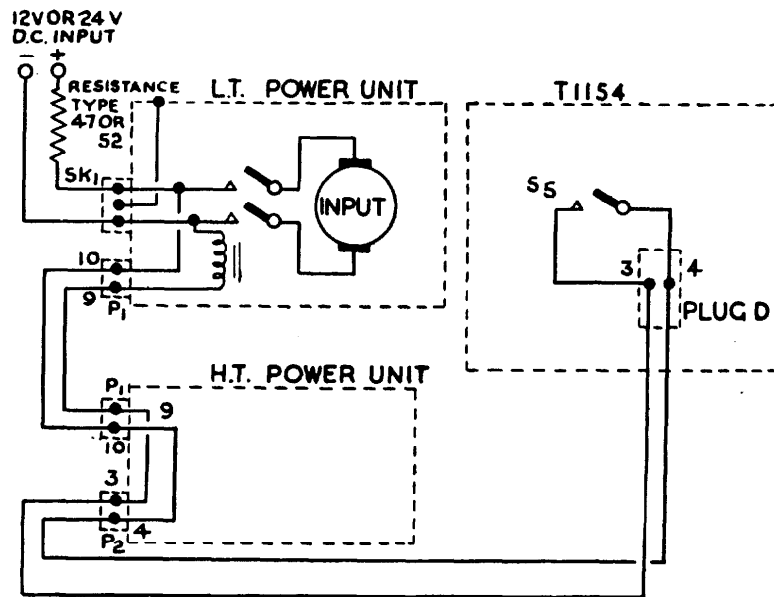 12V OR 24 V
D.C. INPUT
− +
RESISTANCE
TYPE
47 OR
52
L.T. POWER UNIT
T1154
SK1
INPUT
S5
10
9
P1
3 4
PLUG D
H.T. POWER UNIT
P1
9
10
3
4
P2